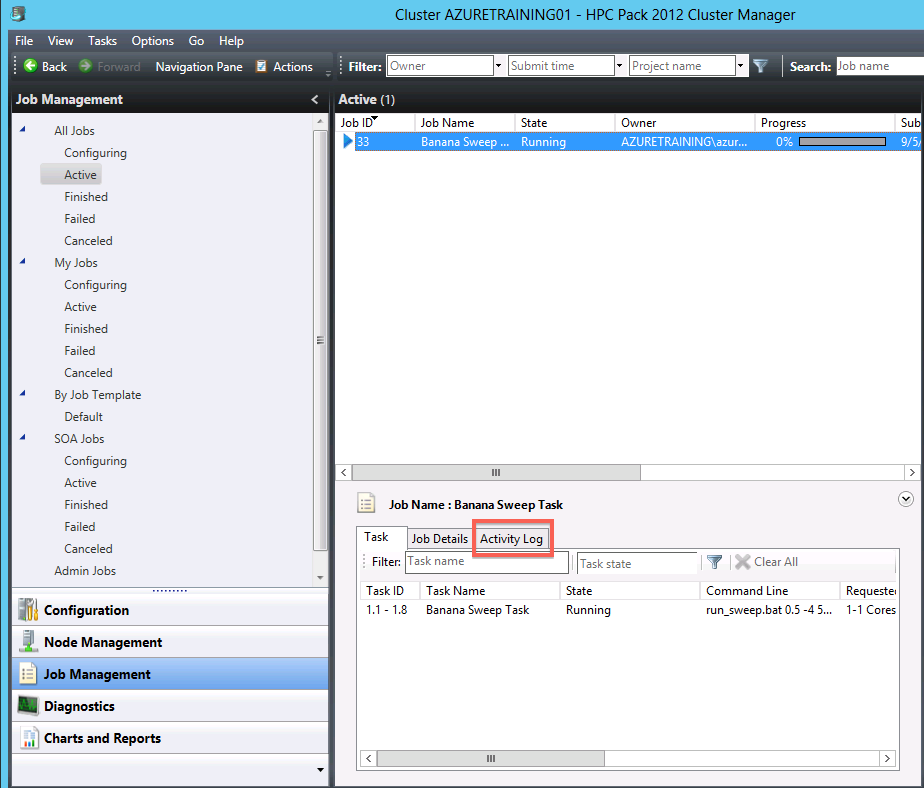 Cluster AZURETRAINING01 - HPC Pack 2012 Cluster Manager
File View Tasks Options Go Help
Back Forward Navigation Pane Actions Filter: Owner Submit time Project name Search: Job name
Job Management
Active (1)
All Jobs
Configuring
Active
Finished
Failed
Canceled
My Jobs
Configuring
Active
Finished
Failed
Canceled
By Job Template
Default
SOA Jobs
Configuring
Active
Finished
Failed
Canceled
Admin Jobs
Configuration
Node Management
Job Management
Diagnostics
Charts and Reports
Job ID Job Name State Owner Progress Sub
33 Banana Sweep ... Running AZURETRAINING\azur... 0% 9/5/
Job Name : Banana Sweep Task
Task Job Details Activity Log
Filter: Task name Task state Clear All
Task ID Task Name State Command Line Requested
1.1 - 1.8 Banana Sweep Task Running run_sweep.bat 0.5 -4 5... 1-1 Cores